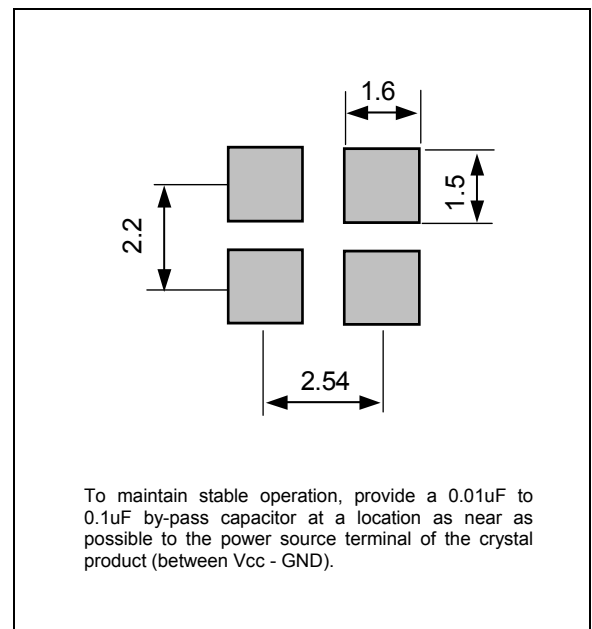 1.6
1.5
2.2
2.54
To maintain stable operation, provide a 0.01uF to
0.1uF by-pass capacitor at a location as near as
possible to the power source terminal of the crystal
product (between Vcc - GND).